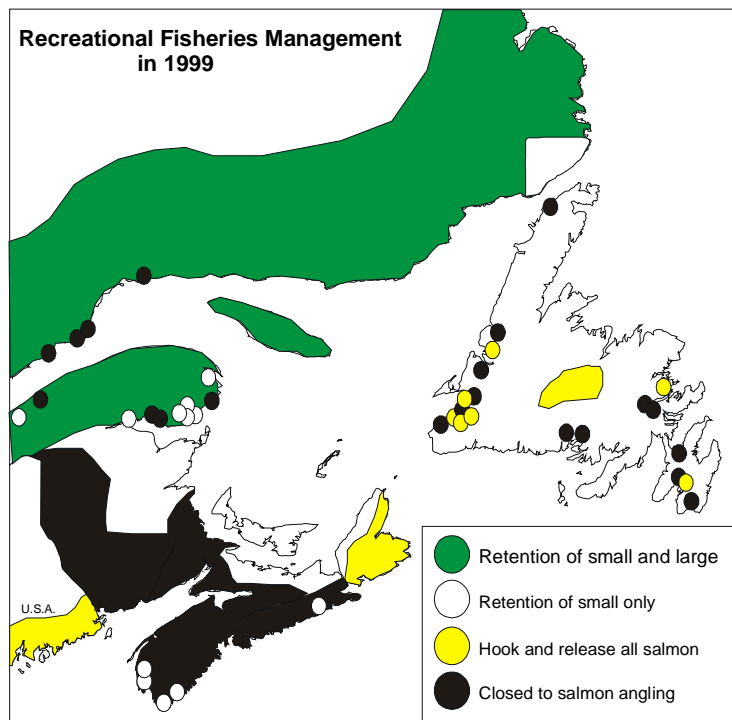 Recreational Fisheries Management
in 1999
U.S.A.
Retention of small and large
Retention of small only
Hook and release all salmon
Closed to salmon angling